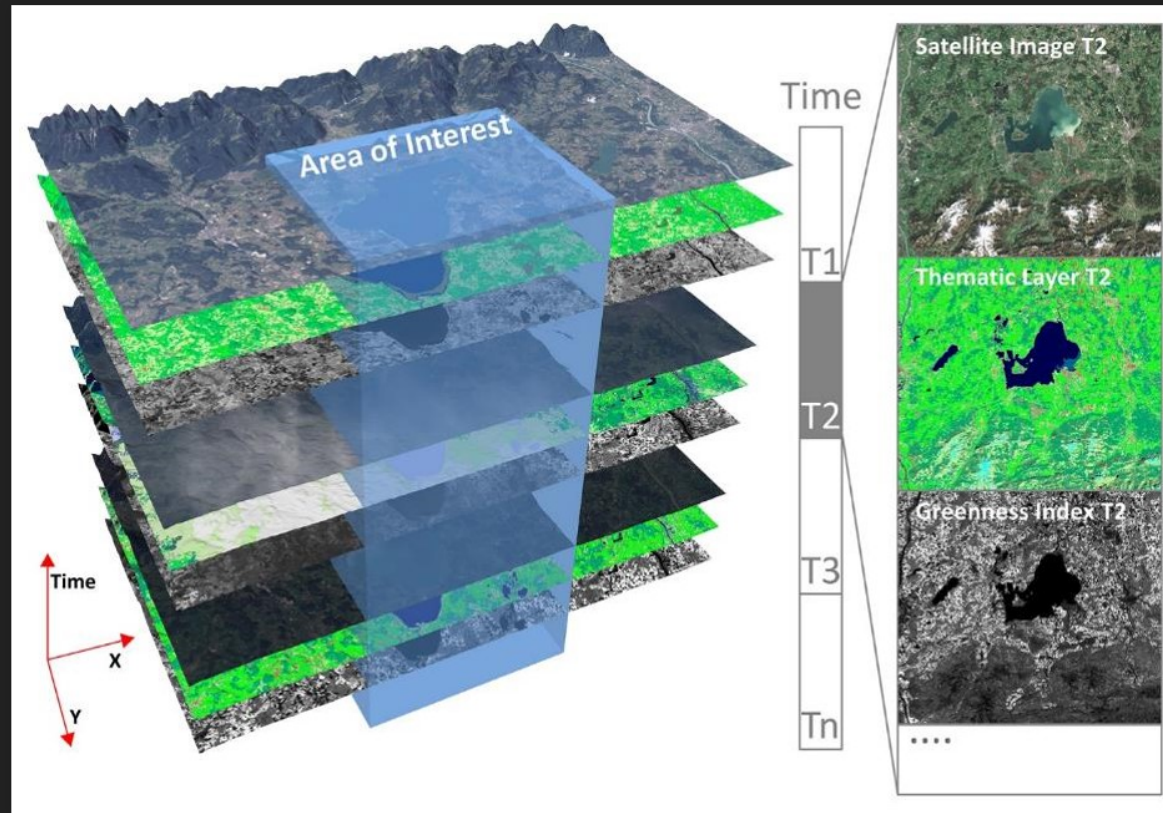 Area of Interest
Time
X
Y
Time
T1
T2
T3
Tn
Satellite Image T2
Thematic Layer T2
Greenness Index T2
....